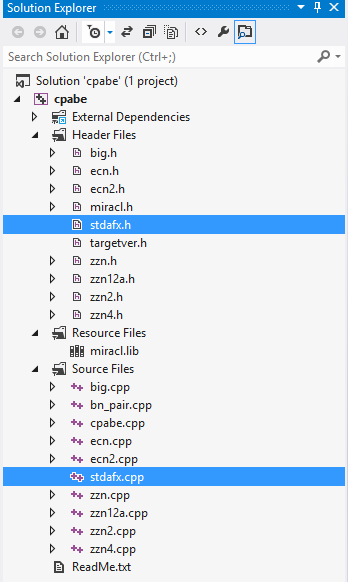 Solution Explorer
Search Solution Explorer (Ctrl+;)
Solution 'cpabe' (1 project)
cpabe
External Dependencies
Header Files
big.h
ecn.h
ecn2.h
miracl.h
stdafx.h
targetver.h
zzn.h
zzn12a.h
zzn2.h
zzn4.h
Resource Files
miracl.lib
Source Files
big.cpp
bn_pair.cpp
cpabe.cpp
ecn.cpp
ecn2.cpp
stdafx.cpp
zzn.cpp
zzn12a.cpp
zzn2.cpp
zzn4.cpp
ReadMe.txt